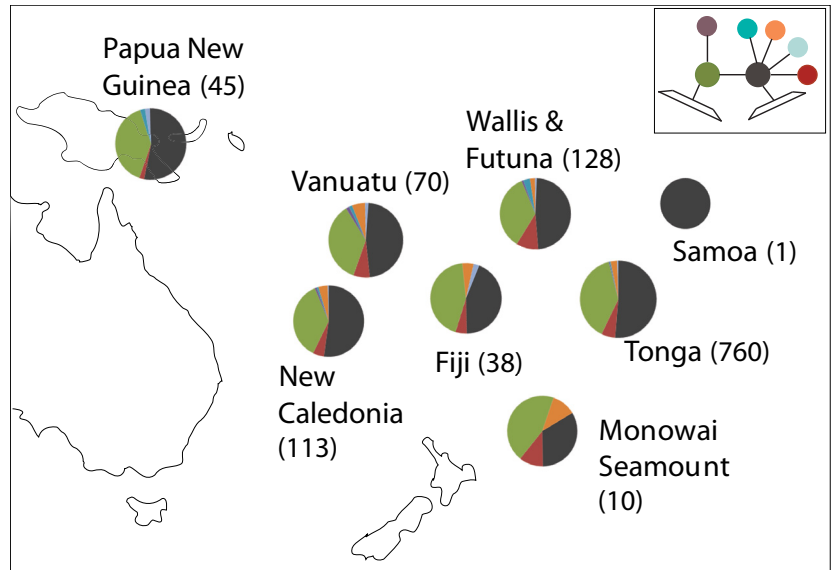 Papua New
Guinea (45)
Wallis &
Futuna (128)
Vanuatu (70)
Samoa (1)
Fiji (38)
Tonga (760)
New
Caledonia
(113)
Monowai
Seamount
(10)